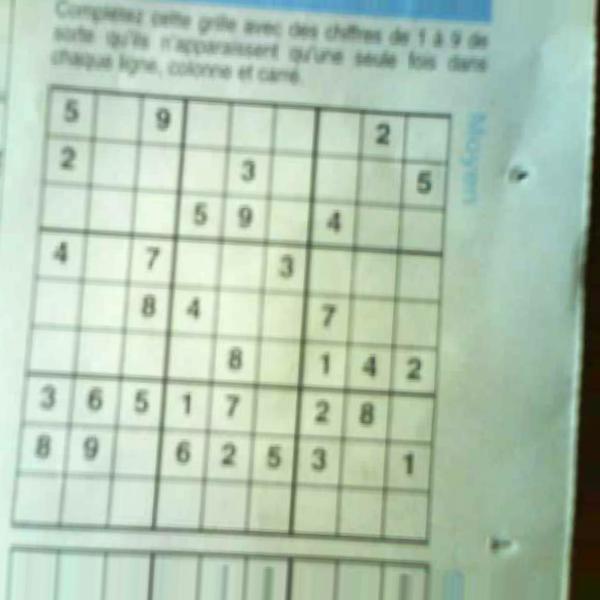 Complétez cette grille avec des chiffres de 1 à 9 de
sorte qu'ils n'apparaissent qu'une seule fois dans
chaque ligne, colonne et carré.
Moyen
5 9 2
2 3 5
5 9 4
4 7 3
8 4 7
8 1 4 2
3 6 5 1 7 2 8
8 9 6 2 5 3 1